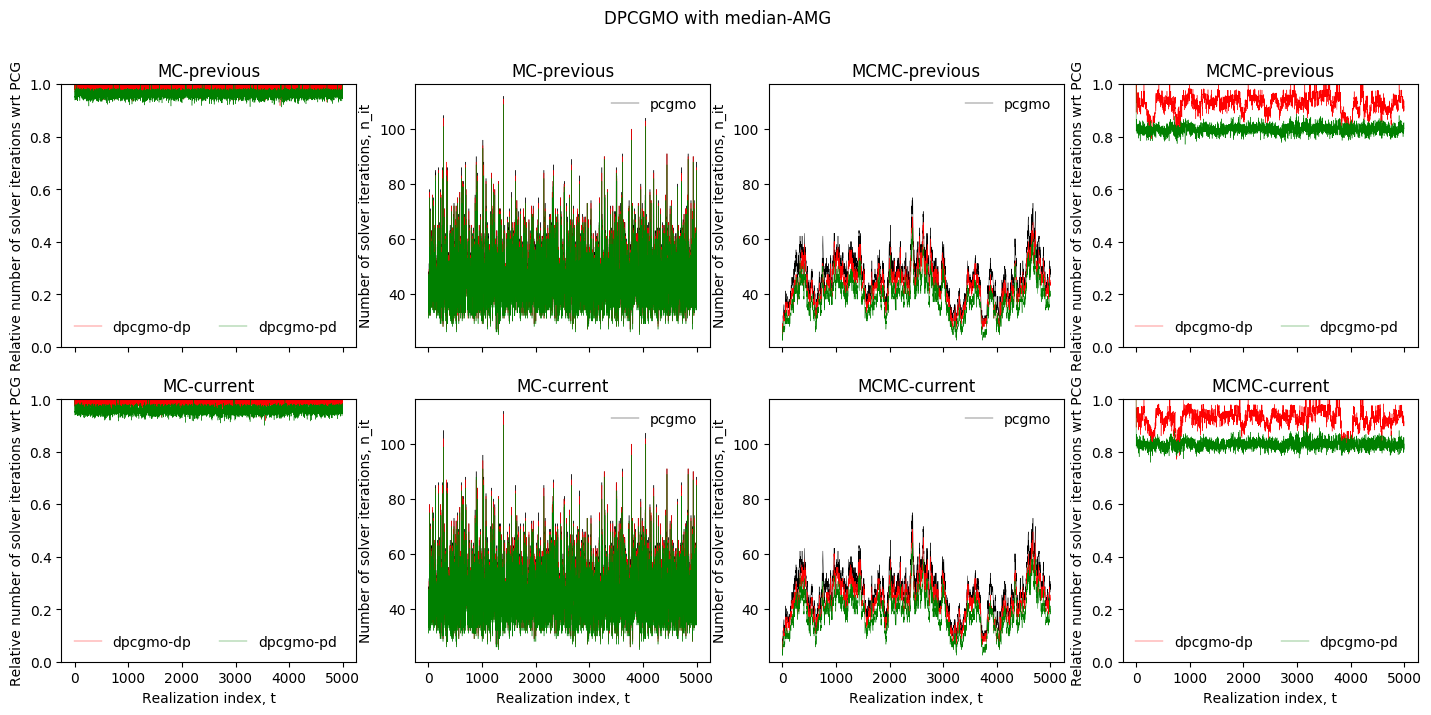 DPCGMO with median-AMG
MC-previous
MC-previous
MCMC-previous
MCMC-previous
Relative number of solver iterations wrt PCG
1.0
0.8
0.6
0.4
0.2
0.0
dpcgmo-dp
dpcgmo-pd
Number of solver iterations, n_it
100
80
60
40
pcgmo
Number of solver iterations, n_it
100
80
60
40
pcgmo
Relative number of solver iterations wrt PCG
1.0
0.8
0.6
0.4
0.2
0.0
dpcgmo-dp
dpcgmo-pd
MC-current
MC-current
MCMC-current
MCMC-current
Relative number of solver iterations wrt PCG
1.0
0.8
0.6
0.4
0.2
0.0
dpcgmo-dp
dpcgmo-pd
0 1000 2000 3000 4000 5000
Realization index, t
Number of solver iterations, n_it
100
80
60
40
pcgmo
0 1000 2000 3000 4000 5000
Realization index, t
Number of solver iterations, n_it
100
80
60
40
pcgmo
0 1000 2000 3000 4000 5000
Realization index, t
Relative number of solver iterations wrt PCG
1.0
0.8
0.6
0.4
0.2
0.0
dpcgmo-dp
dpcgmo-pd
0 1000 2000 3000 4000 5000
Realization index, t